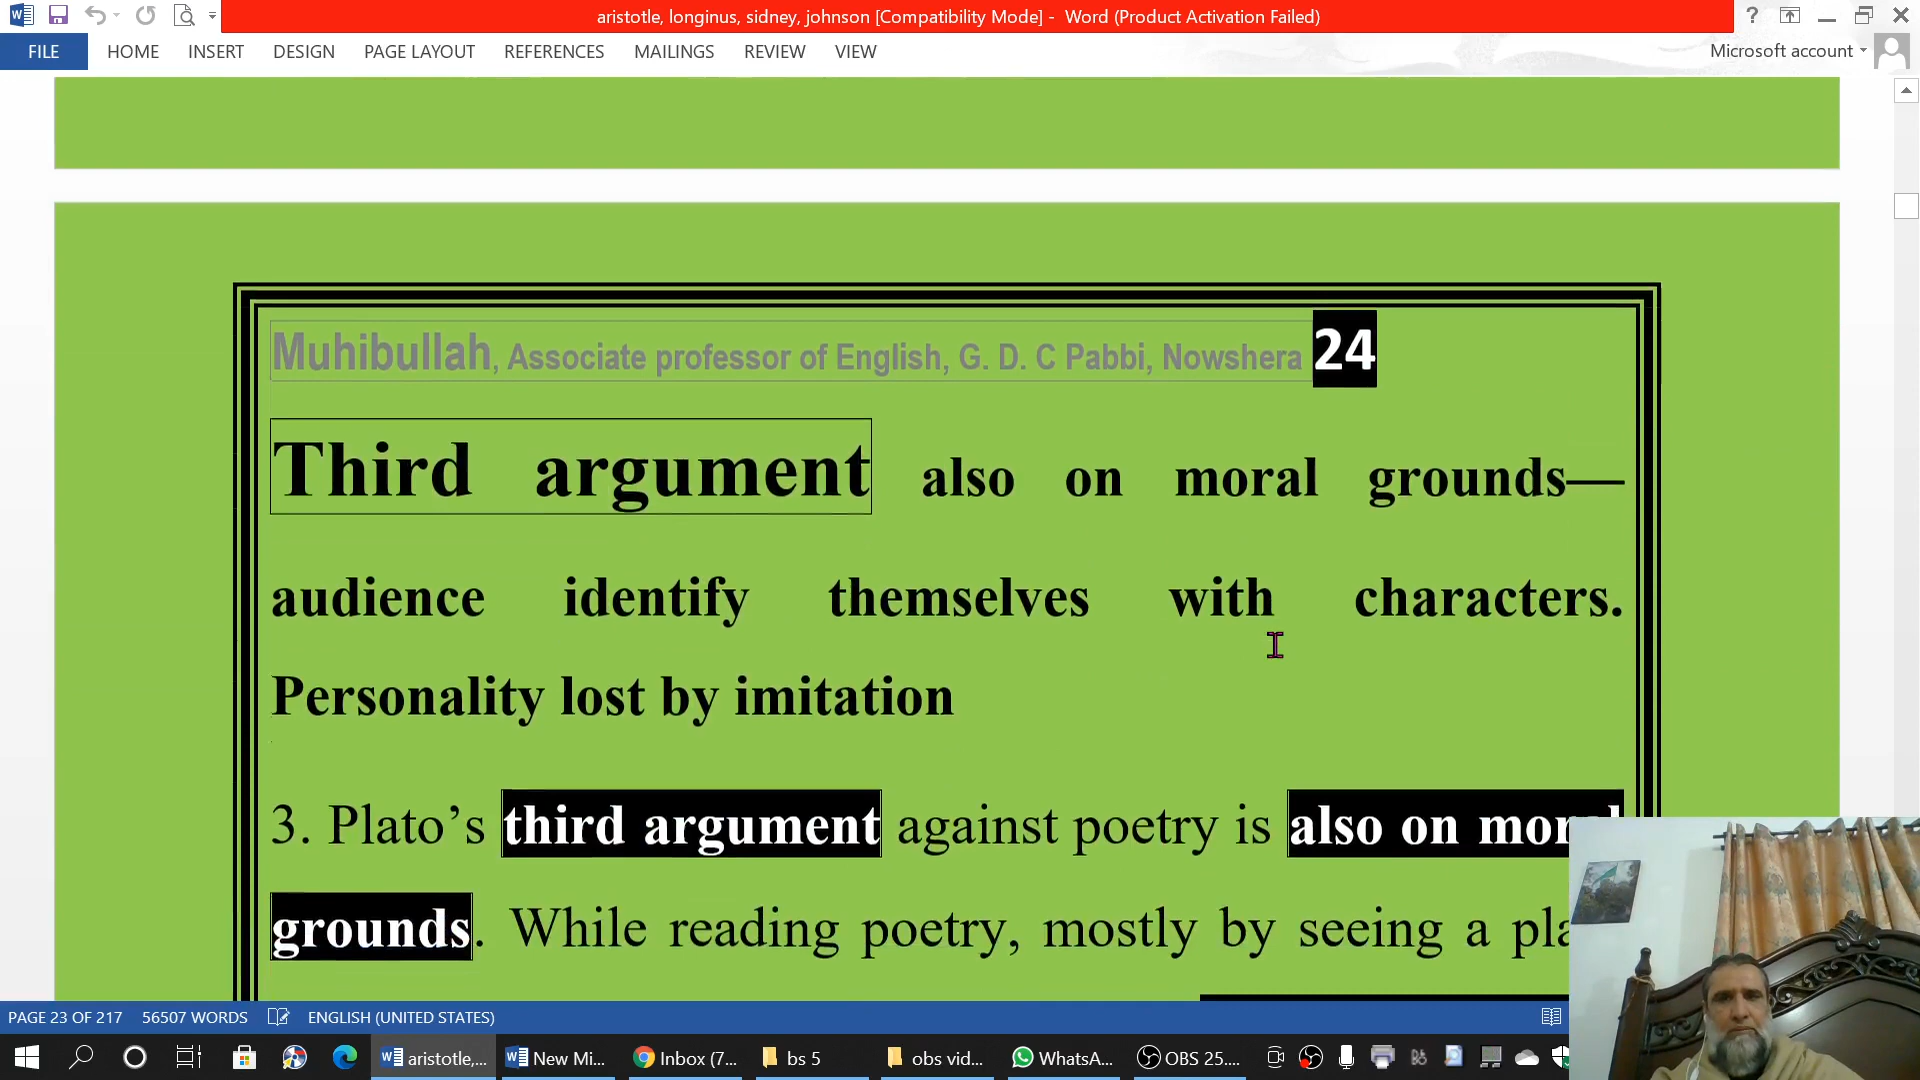 aristotle, longinus, sidney, johnson [Compatibility Mode] - Word (Product Activation Failed)
FILE HOME INSERT DESIGN PAGE LAYOUT REFERENCES MAILINGS REVIEW VIEW Microsoft account
Muhibullah, Associate professor of English, G. D. C Pabbi, Nowshera 24
Third argument also on moral grounds—
audience identify themselves with characters.
Personality lost by imitation
3. Plato’s third argument against poetry is also on moral
grounds. While reading poetry, mostly by seeing a
PAGE 23 OF 217 56507 WORDS ENGLISH (UNITED STATES)
aristotle,... New Mi... Inbox (7... bs 5 obs vid... WhatsA... OBS 25....